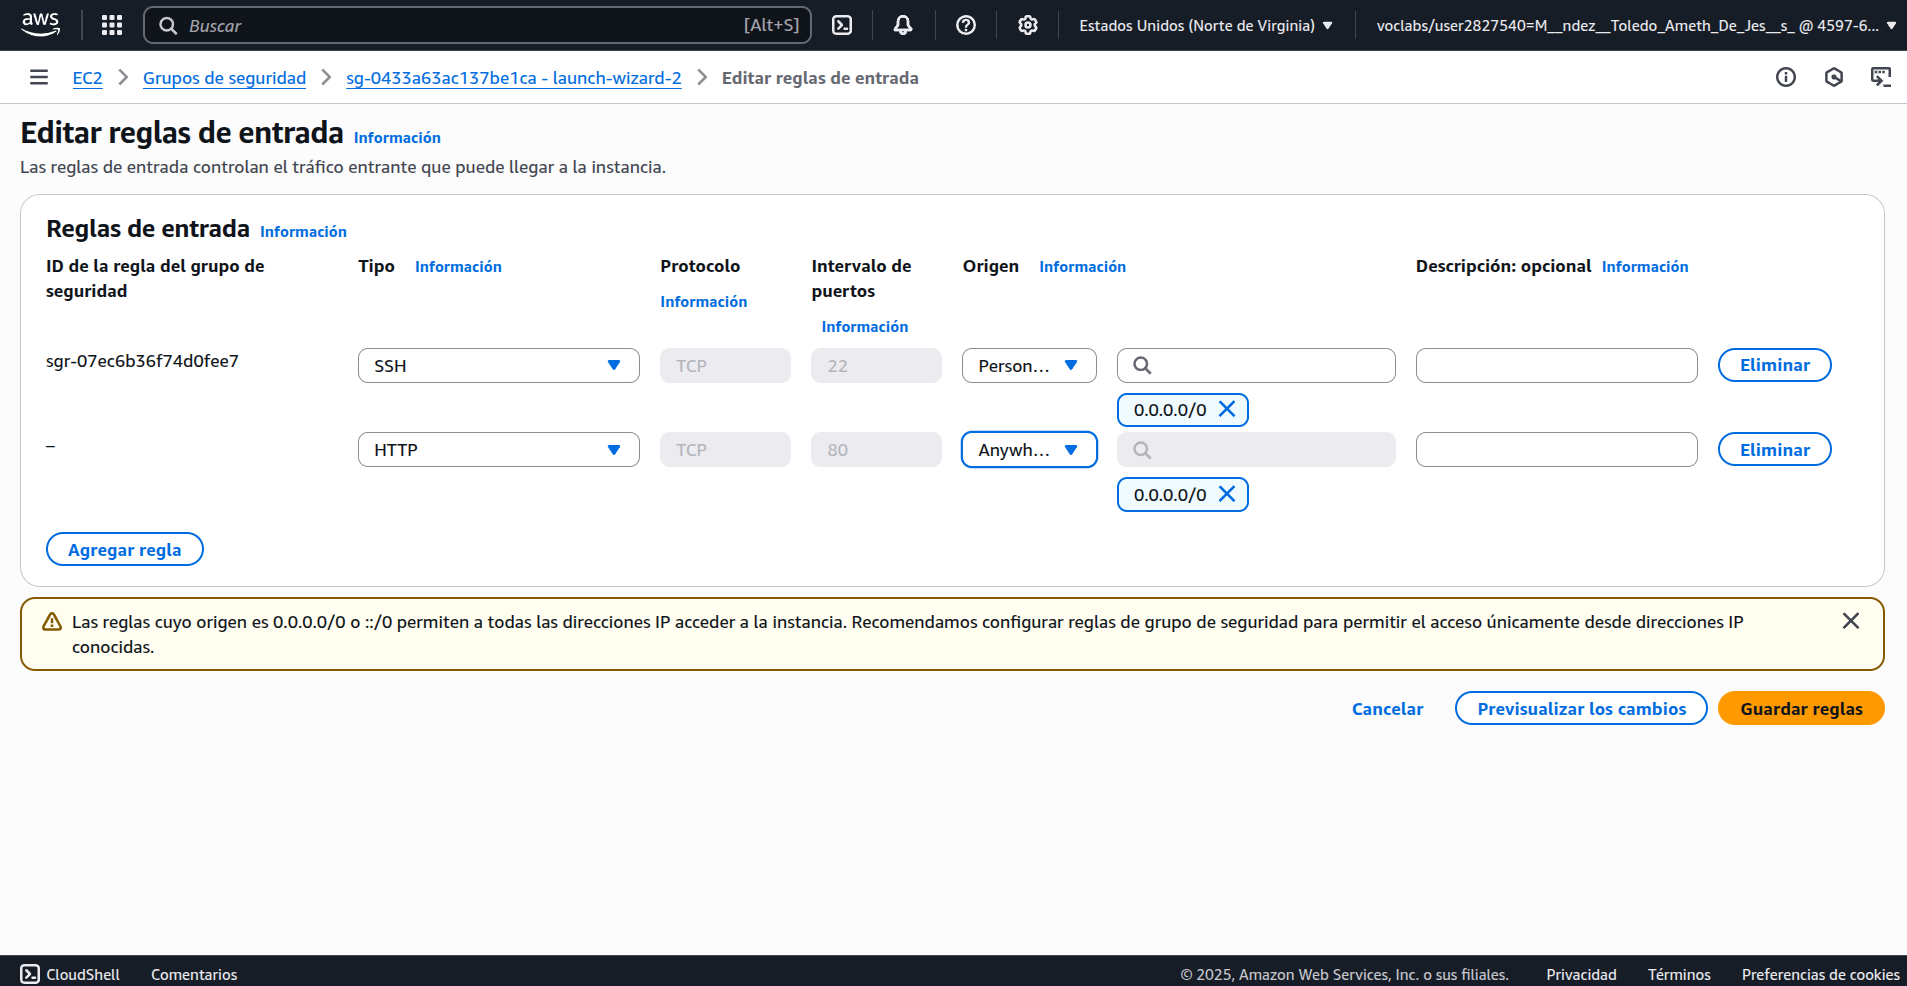 aws
Buscar [Alt+S]
Estados Unidos (Norte de Virginia)
voclabs/user2827540=M__ndez__Toledo_Ameth_De_Jes__s_ @ 4597-6...
EC2
Grupos de seguridad
sg-0433a63ac137be1ca - launch-wizard-2
Editar reglas de entrada
Editar reglas de entrada Información
Las reglas de entrada controlan el tráfico entrante que puede llegar a la instancia.
Reglas de entrada Información
ID de la regla del grupo de
seguridad
Tipo Información
Protocolo
Información
Intervalo de
puertos
Información
Origen Información
Descripción: opcional Información
sgr-07ec6b36f74d0fee7
SSH
TCP
22
Person...
Eliminar
0.0.0.0/0
–
HTTP
TCP
80
Anywh...
Eliminar
0.0.0.0/0
Agregar regla
Las reglas cuyo origen es 0.0.0.0/0 o ::/0 permiten a todas las direcciones IP acceder a la instancia. Recomendamos configurar reglas de grupo de seguridad para permitir el acceso únicamente desde direcciones IP
conocidas.
Cancelar
Previsualizar los cambios
Guardar reglas
CloudShell
Comentarios
© 2025, Amazon Web Services, Inc. o sus filiales.
Privacidad
Términos
Preferencias de cookies